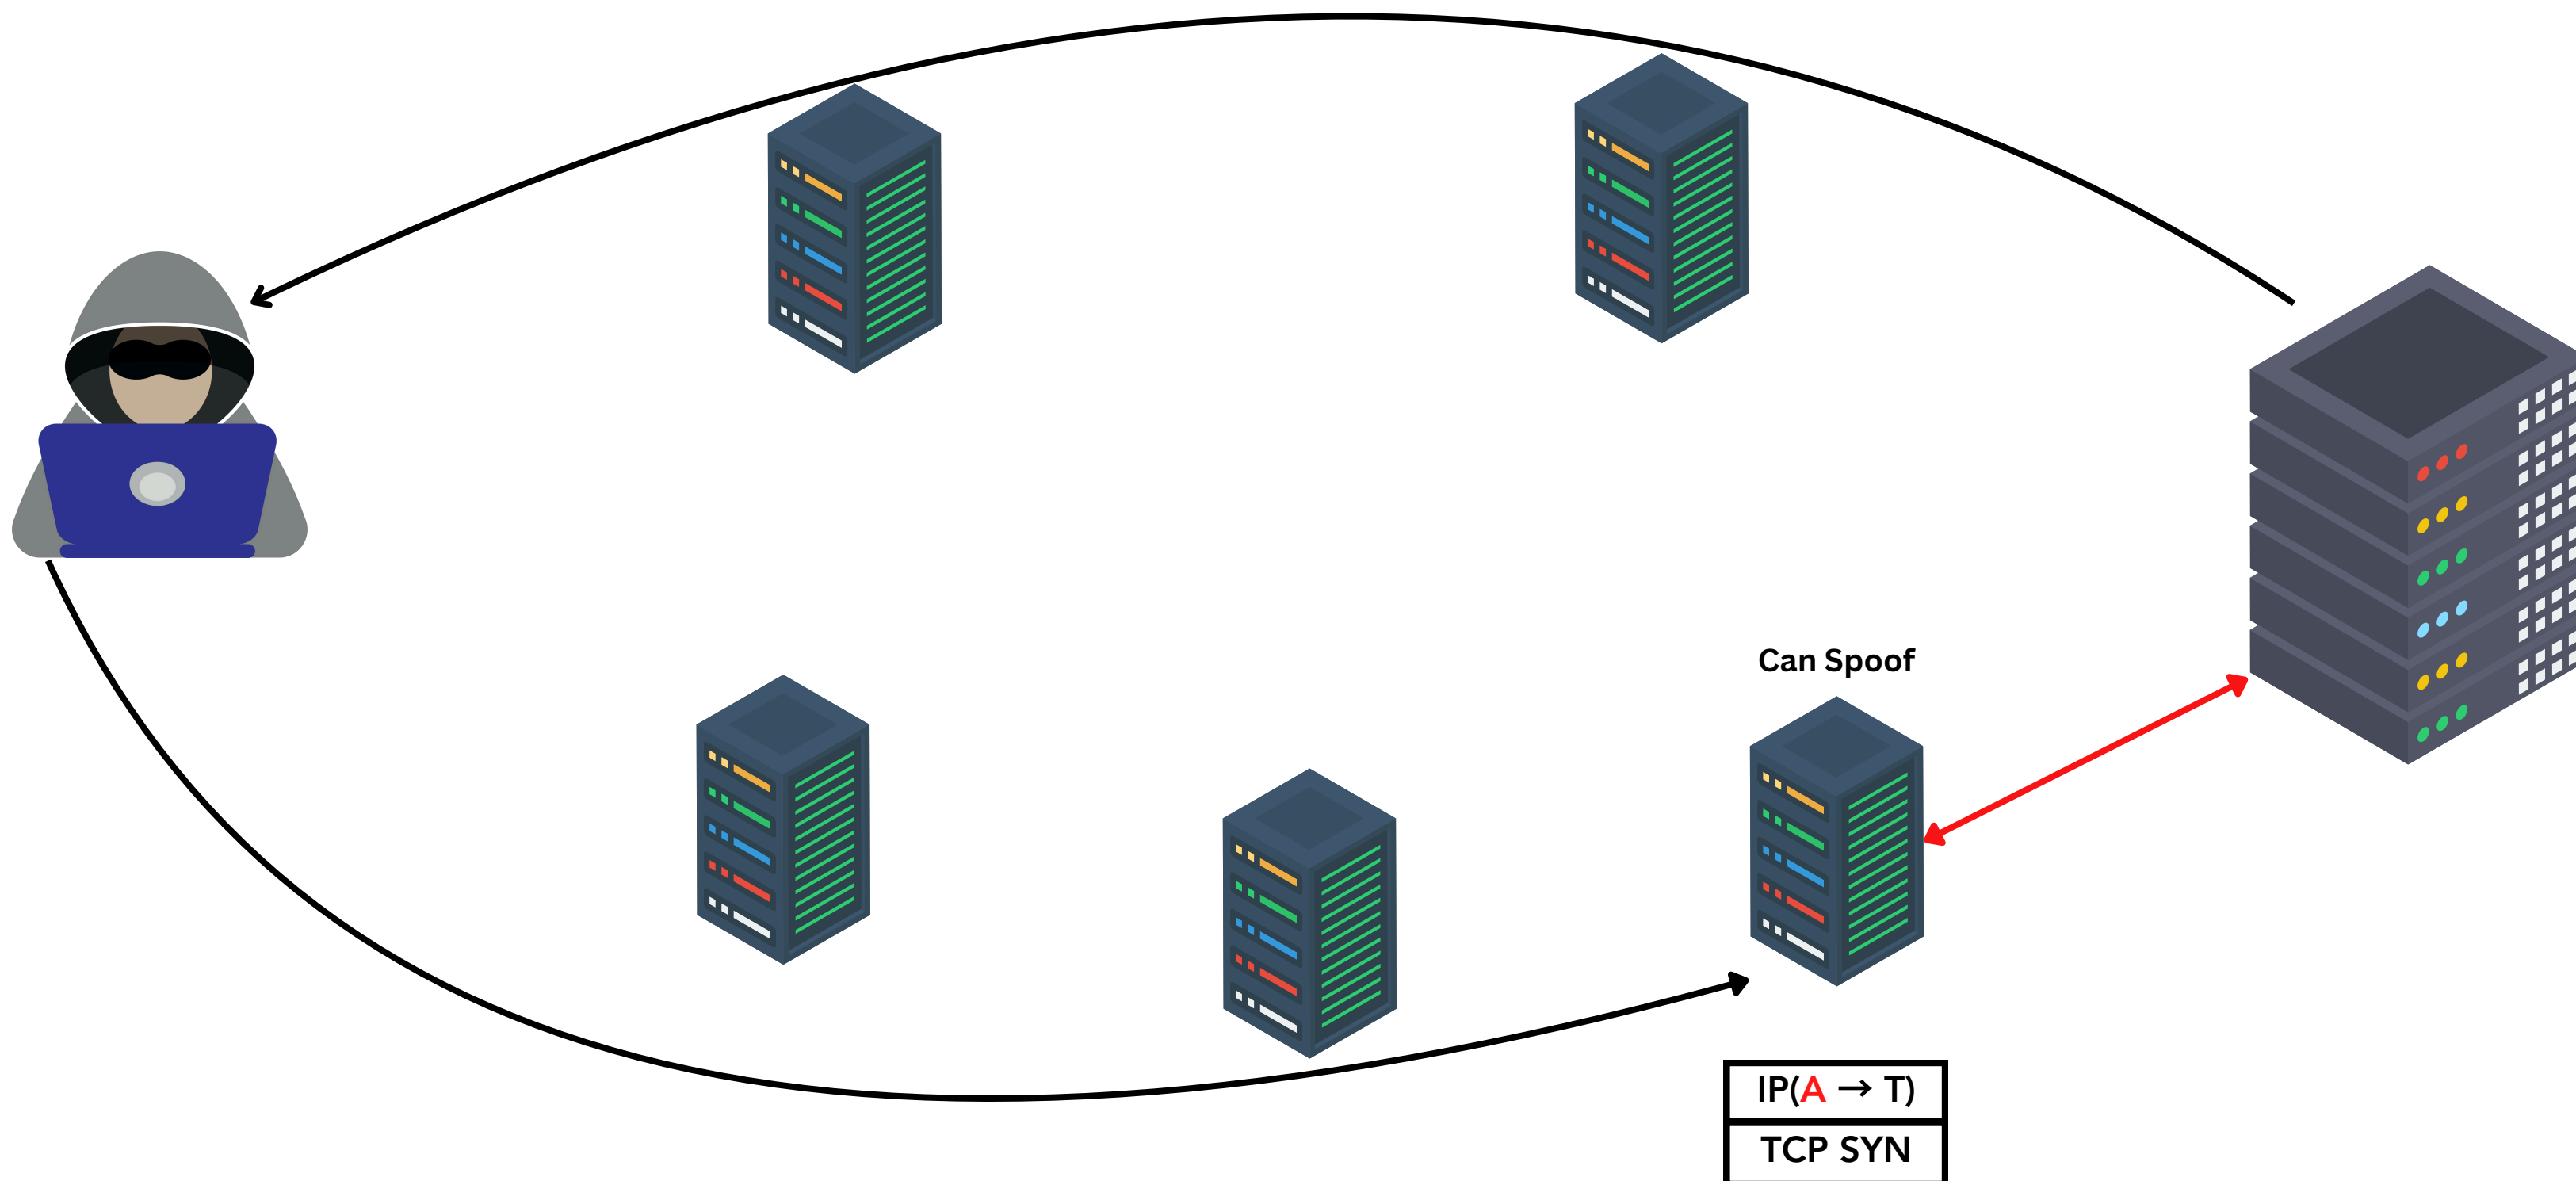 Can Spoof
IP(A → T)
TCP SYN